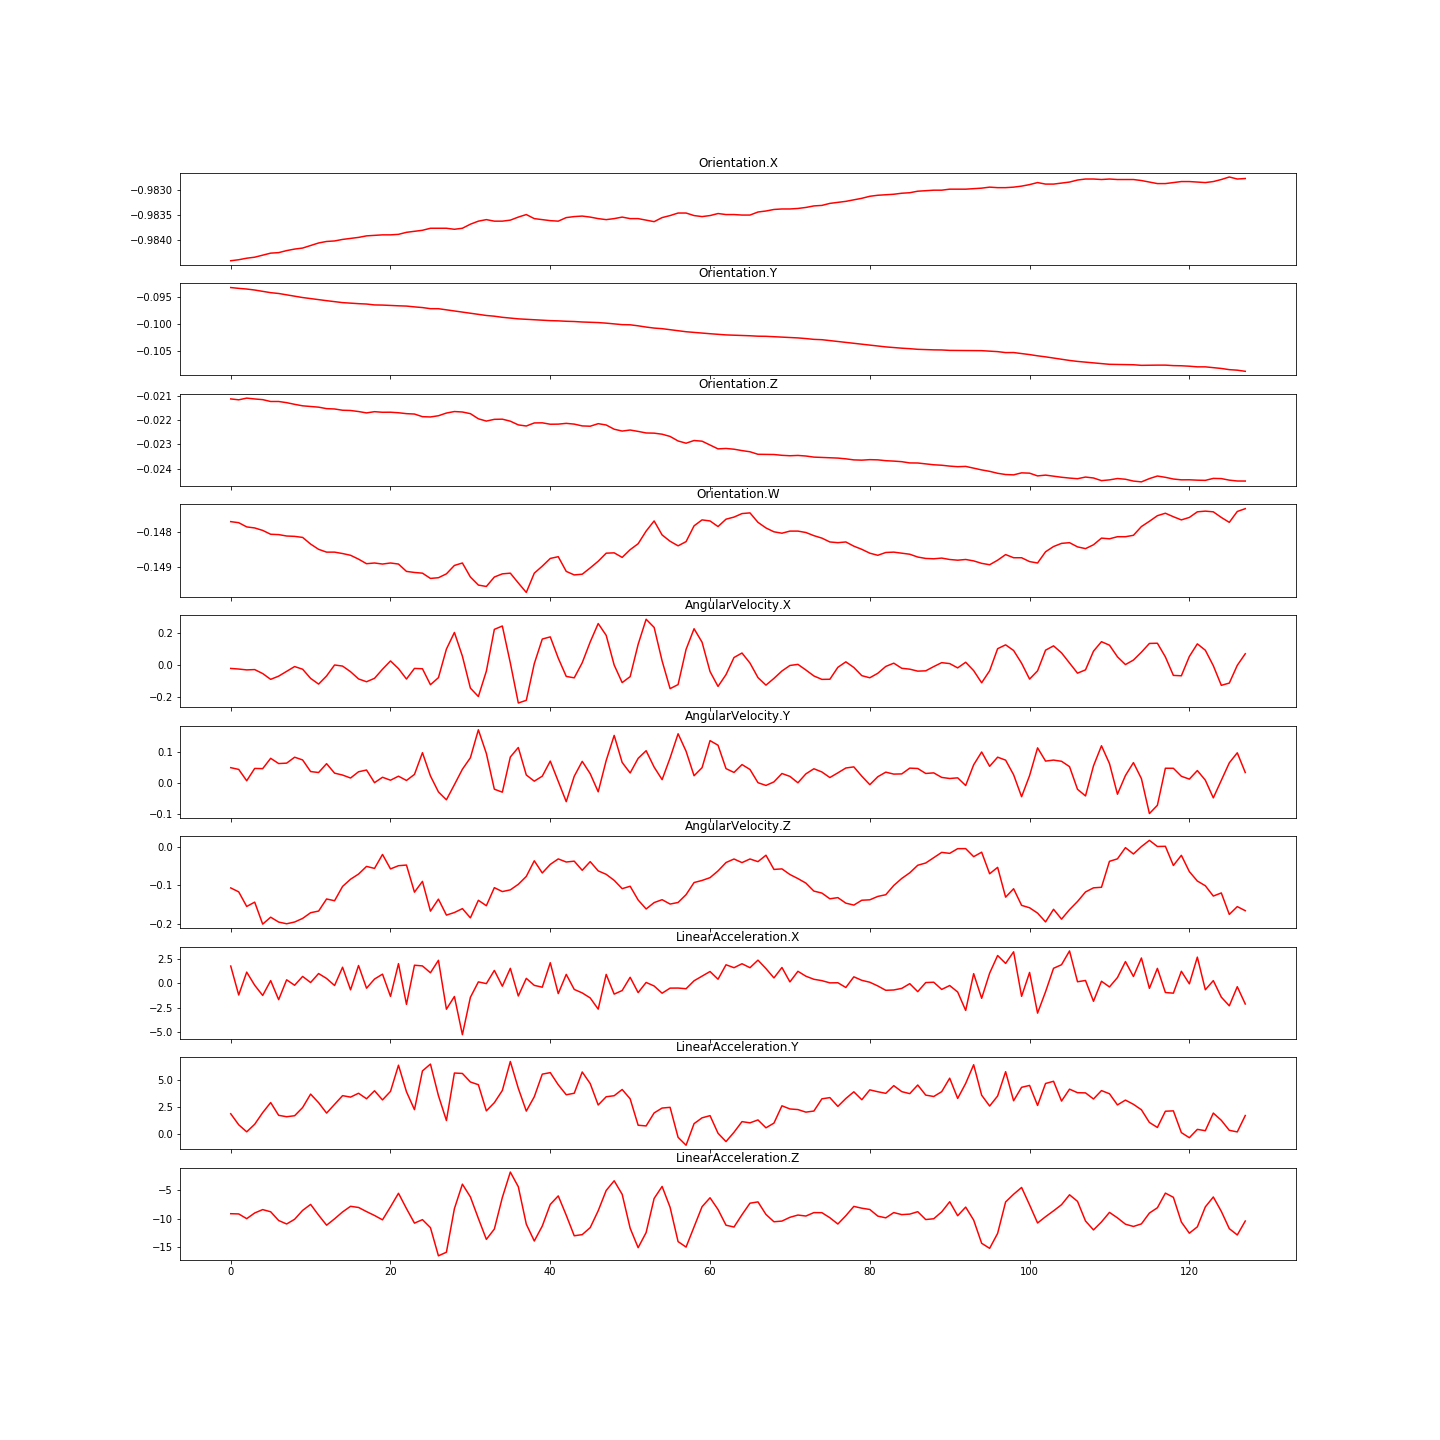 Orientation.X
−0.9830
−0.9835
−0.9840
Orientation.Y
−0.095
−0.100
−0.105
Orientation.Z
−0.021
−0.022
−0.023
−0.024
Orientation.W
−0.148
−0.149
AngularVelocity.X
0.2
0.0
−0.2
AngularVelocity.Y
0.1
0.0
−0.1
AngularVelocity.Z
0.0
−0.1
−0.2
LinearAcceleration.X
2.5
0.0
−2.5
−5.0
LinearAcceleration.Y
5.0
2.5
0.0
LinearAcceleration.Z
−5
−10
−15
0 20 40 60 80 100 120